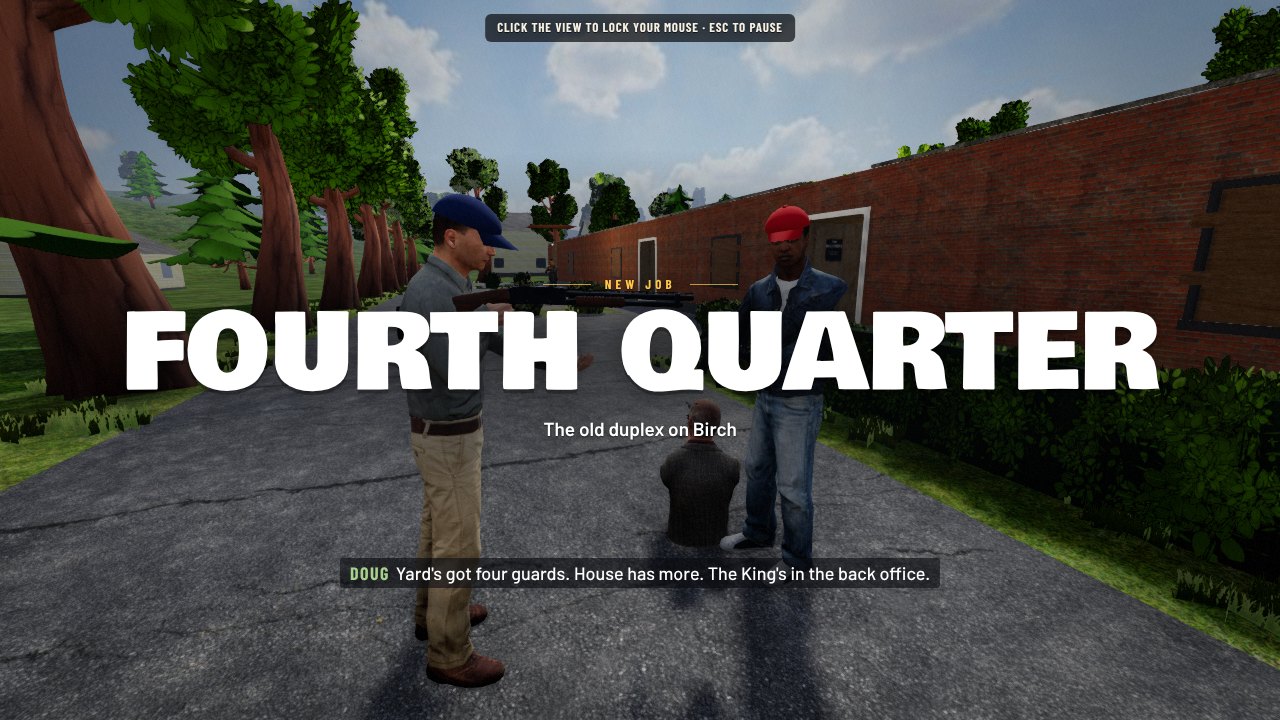 CLICK THE VIEW TO LOCK YOUR MOUSE · ESC TO PAUSE
NEW JOB
FOURTH QUARTER
The old duplex on Birch
DOUG Yard's got four guards. House has more. The King's in the back office.